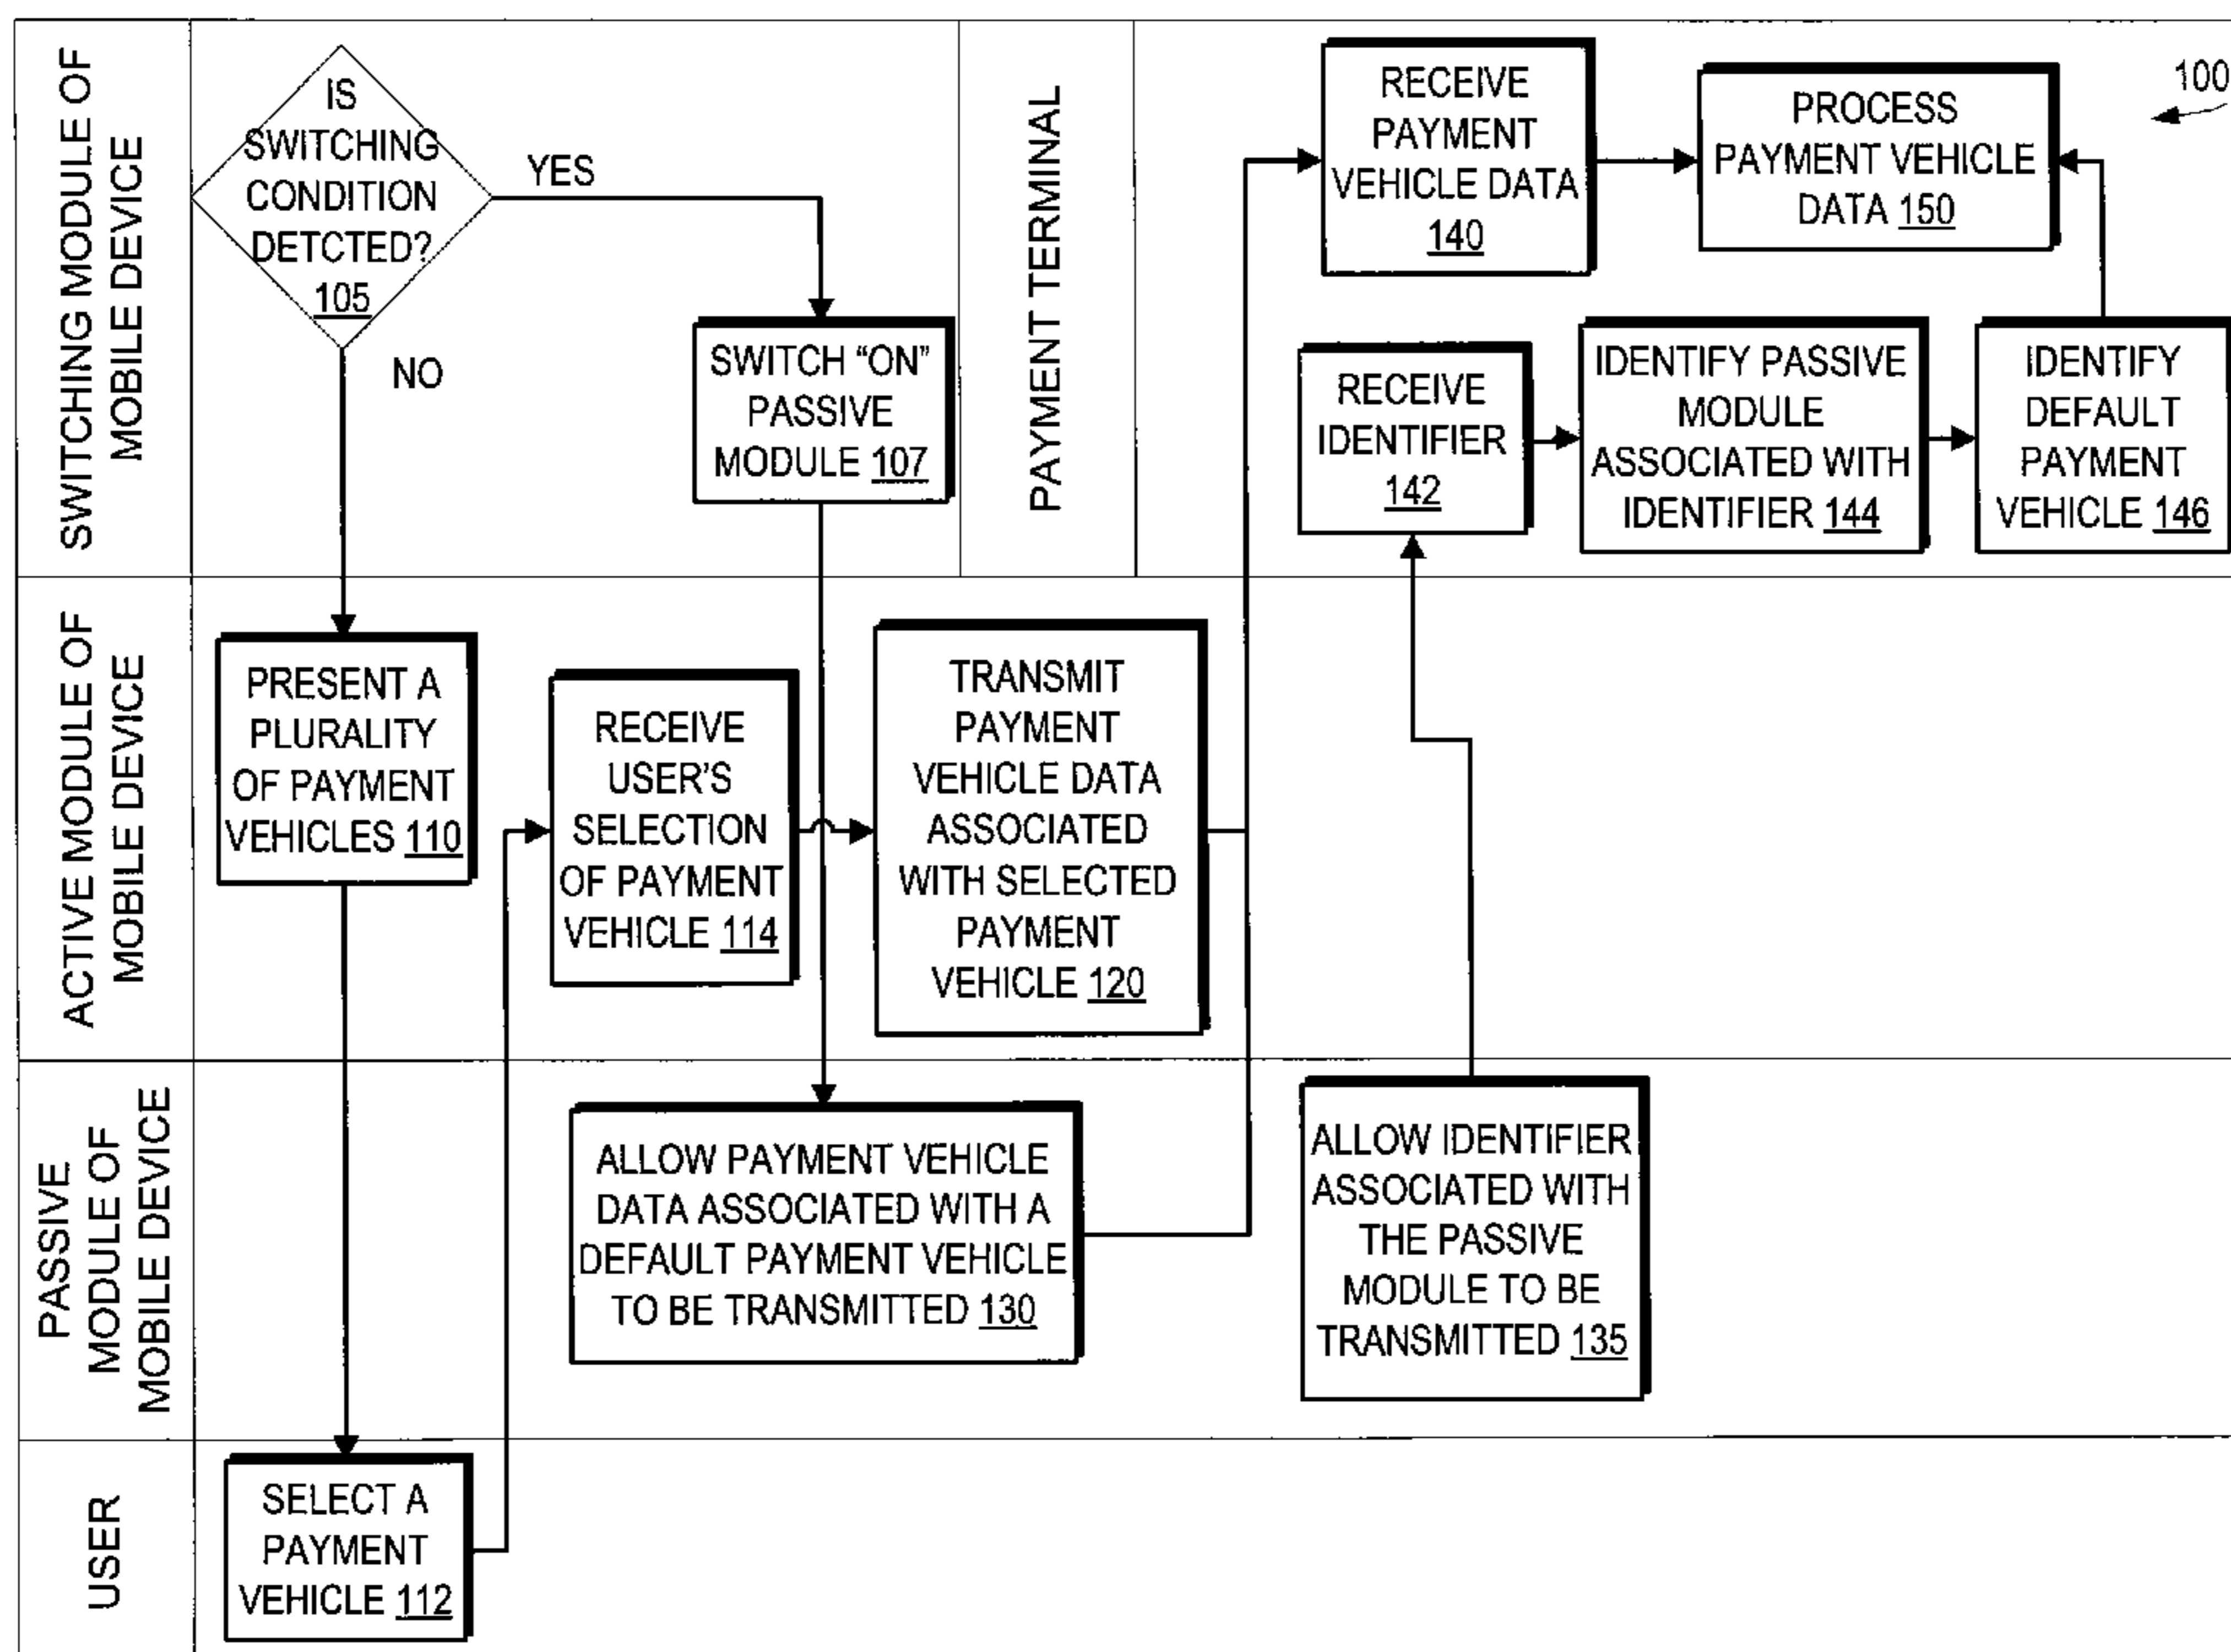 SWITCHING MODULE OF
MOBILE DEVICE
IS
SWITCHING
CONDITION
DETCTED?
105
YES
NO
SWITCH “ON”
PASSIVE
MODULE 107
PAYMENT TERMINAL
RECEIVE
PAYMENT
VEHICLE DATA
140
PROCESS
PAYMENT VEHICLE
DATA 150
100
RECEIVE
IDENTIFIER
142
IDENTIFY PASSIVE
MODULE
ASSOCIATED WITH
IDENTIFIER 144
IDENTIFY
DEFAULT
PAYMENT
VEHICLE 146
ACTIVE MODULE OF
MOBILE DEVICE
PRESENT A
PLURALITY
OF PAYMENT
VEHICLES 110
RECEIVE
USER'S
SELECTION
OF PAYMENT
VEHICLE 114
TRANSMIT
PAYMENT
VEHICLE DATA
ASSOCIATED
WITH SELECTED
PAYMENT
VEHICLE 120
PASSIVE
MODULE OF
MOBILE DEVICE
ALLOW PAYMENT VEHICLE
DATA ASSOCIATED WITH A
DEFAULT PAYMENT VEHICLE
TO BE TRANSMITTED 130
ALLOW IDENTIFIER
ASSOCIATED WITH
THE PASSIVE
MODULE TO BE
TRANSMITTED 135
USER
SELECT A
PAYMENT
VEHICLE 112